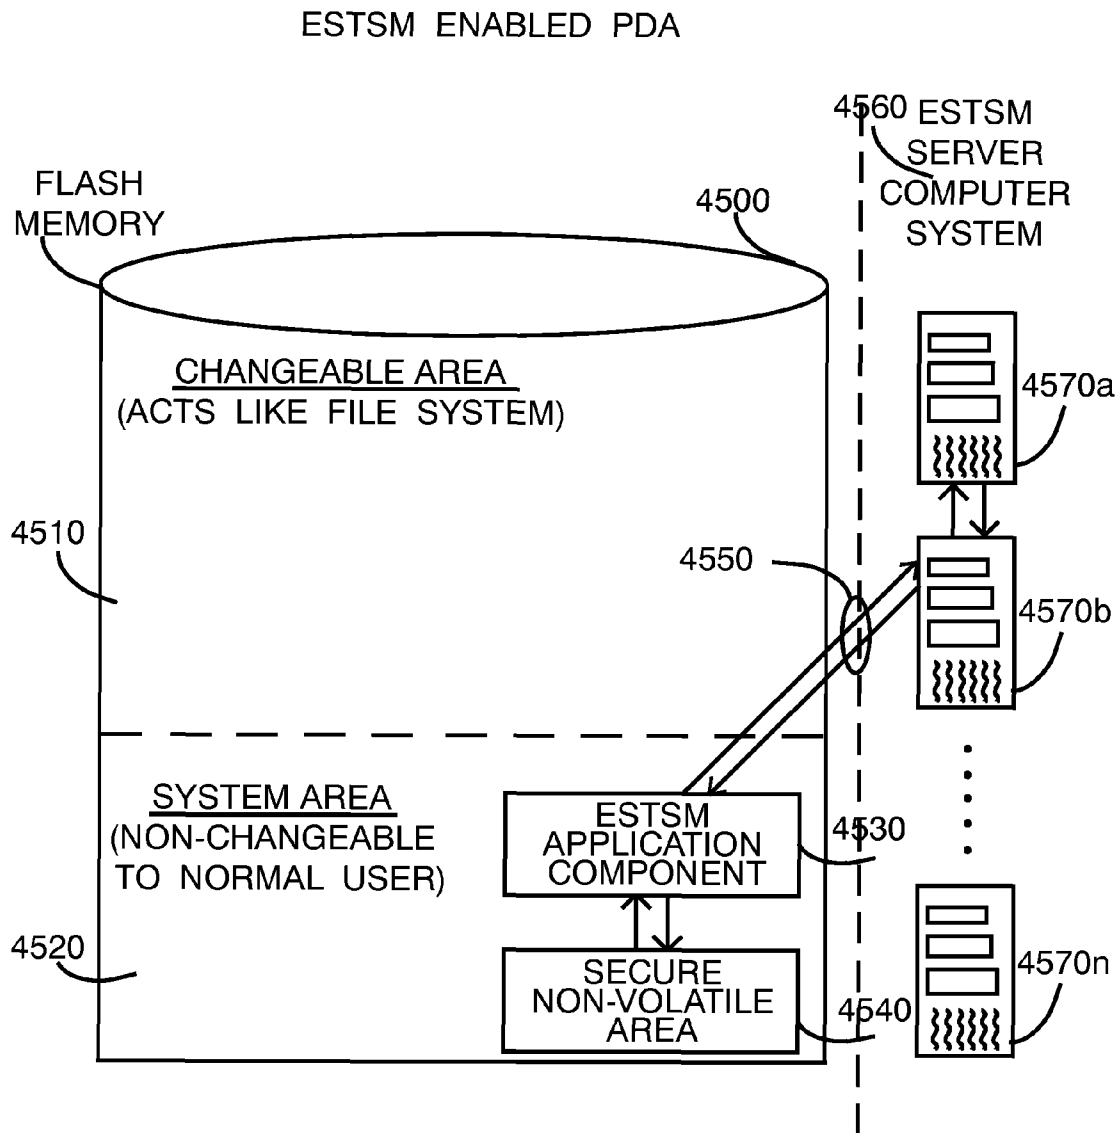 ESTSM ENABLED PDA
4560
ESTSM
SERVER
COMPUTER
SYSTEM
FLASH
MEMORY
4500
CHANGEABLE AREA
(ACTS LIKE FILE SYSTEM)
4570a
4510
4550
4570b
SYSTEM AREA
(NON-CHANGEABLE
TO NORMAL USER)
ESTSM
APPLICATION
COMPONENT
4530
4520
SECURE
NON-VOLATILE
AREA
4540
4570n